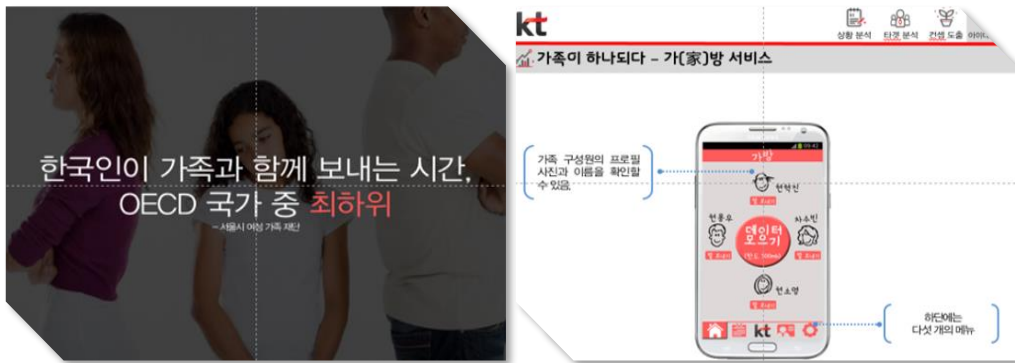 한국인이 가족과 함께 보내는 시간,
OECD 국가 중 최하위
– 서울시 여성 가족 재단
kt
상황 분석
타겟 분석
컨셉 도출
가족이 하나되다 – 가[家]방 서비스
가족 구성원의 프로필
사진과 이름을 확인할
수 있음.
09:42
가방
데이터
모으기
kt
하단에는
다섯 개의 메뉴